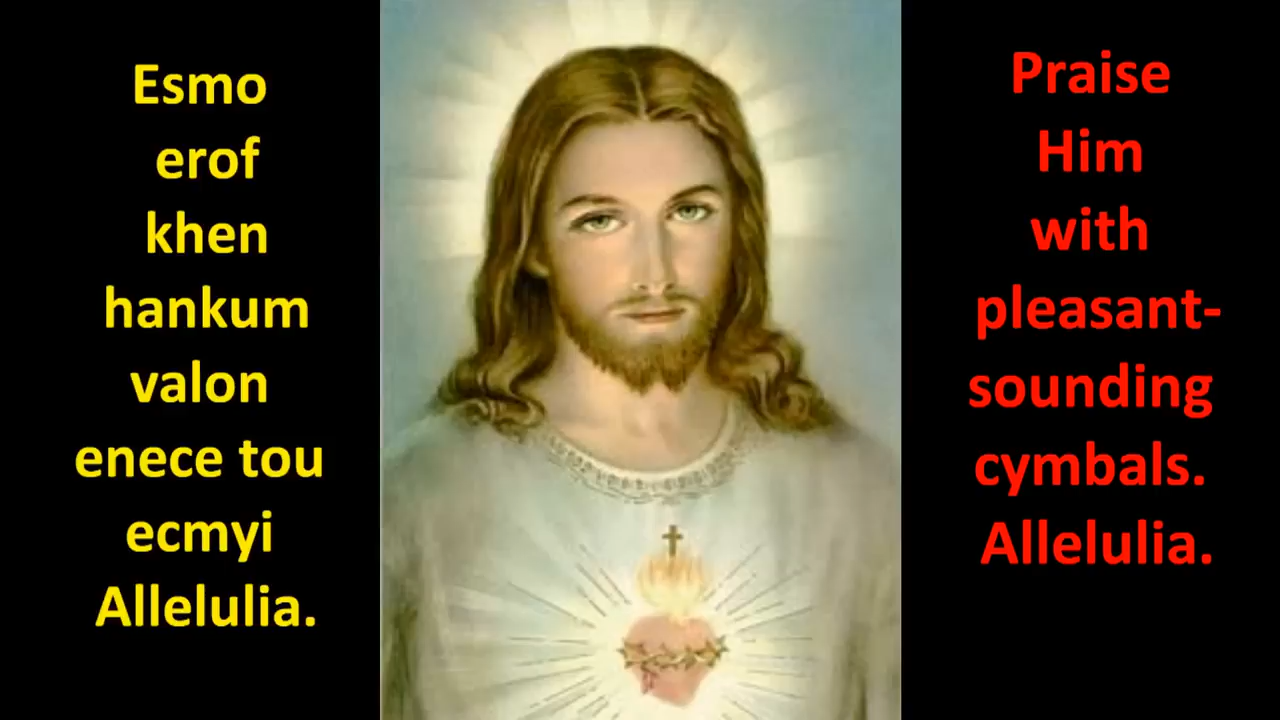 Esmo
erof
khen
hankum
valon
enece tou
ecmyi
Allelulia.
Praise
Him
with
pleasant-
sounding
cymbals.
Allelulia.